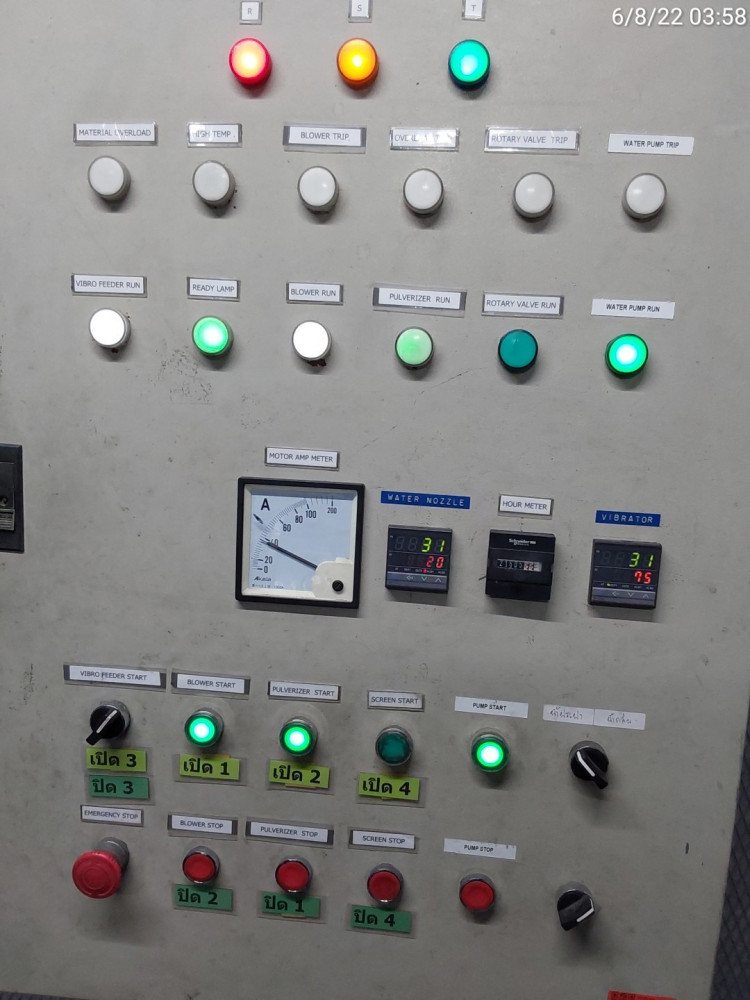 6/8/22 03:58
R
S
T
MATERIAL OVERLOAD
HIGH TEMP.
BLOWER TRIP
TRIP
ROTARY VALVE TRIP
WATER PUMP TRIP
VIBRO FEEDER RUN
READY LAMP
BLOWER RUN
PULVERIZER RUN
ROTARY VALVE RUN
WATER PUMP RUN
MOTOR AMP METER
WATER NOZZLE
HOUR METER
VIBRATOR
A
200
100
80
60
40
20
0
31
20
Schneider
31
75
VIBRO FEEDER START
BLOWER START
PULVERIZER START
SCREEN START
PUMP START
เปิด 3
ปิด 3
เปิด 1
เปิด 2
เปิด 4
EMERGENCY STOP
BLOWER STOP
PULVERIZER STOP
SCREEN STOP
PUMP STOP
ปิด 2
ปิด 1
ปิด 4